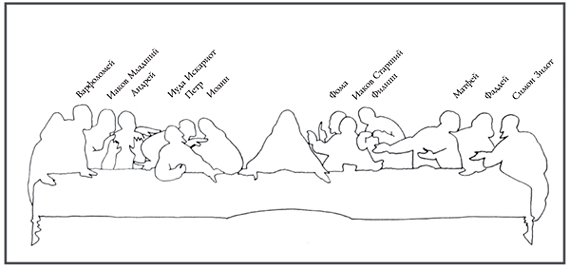 Варфоломей
Иаков Младший
Андрей
Иуда Искариот
Петр
Иоанн
Фома
Иаков Старший
Филипп
Матфей
Фаддей
Симон Зилот